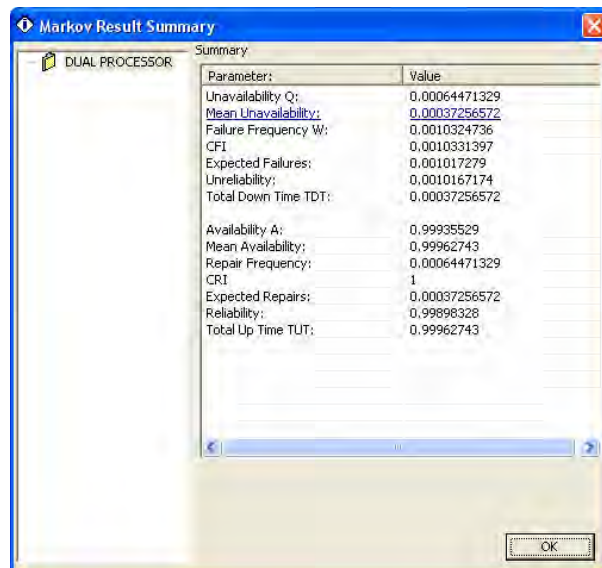 Markov Result Summary
DUAL PROCESSOR
Summary
Parameter: Value
Unavailability Q: 0.00064471329
Mean Unavailability: 0.00037256572
Failure Frequency W: 0.0010324736
CFI 0.0010331397
Expected Failures: 0.001017279
Unreliability: 0.0010167174
Total Down Time TDT: 0.00037256572
Availability A: 0.99935529
Mean Availability: 0.99962743
Repair Frequency: 0.00064471329
CRI 1
Expected Repairs: 0.00037256572
Reliability: 0.99898328
Total Up Time TUT: 0.99962743
OK